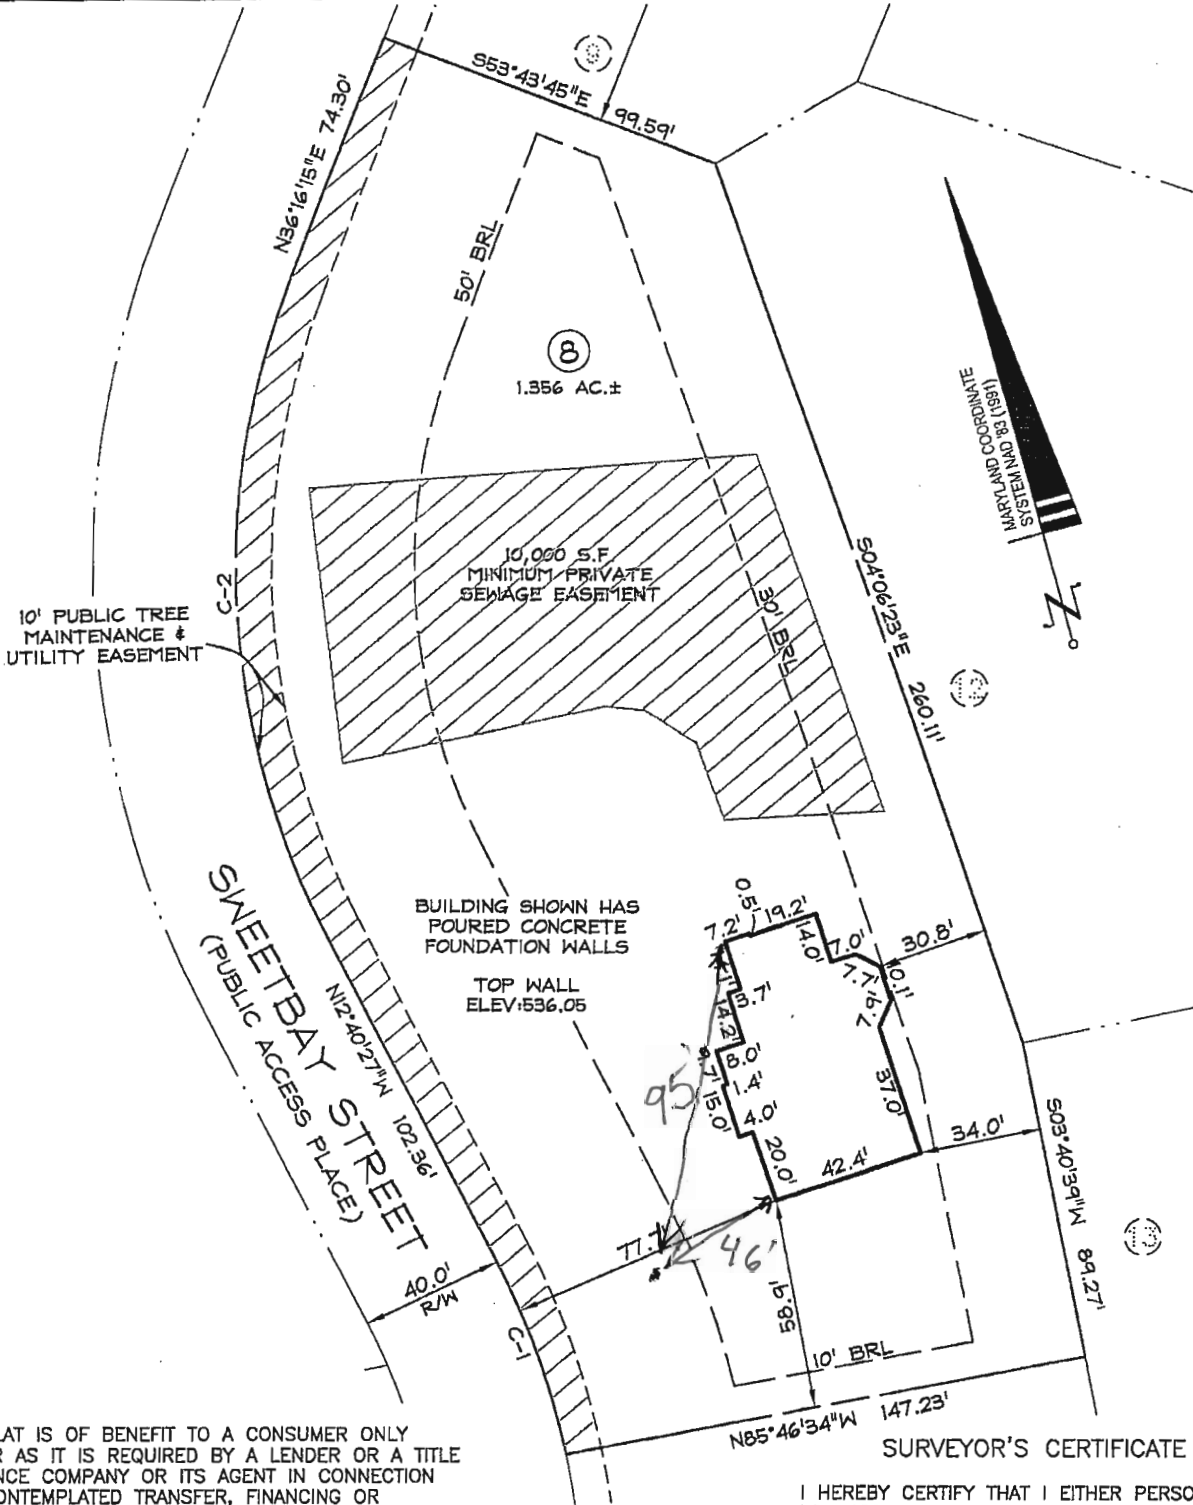 9
S53°43'45"E 99.59'
N36°16'15"E 74.30'
50' BRL
8
1.356 AC.±
MARYLAND COORDINATE
SYSTEM NAD '83 (1991)
10,000 S.F.
MINIMUM PRIVATE
SEWAGE EASEMENT
30' BRL
S04°06'23"E 260.11'
C-2
10' PUBLIC TREE
MAINTENANCE &
UTILITY EASEMENT
12
SWEETBAY STREET
(PUBLIC ACCESS PLACE)
N12°40'27"W 102.36'
BUILDING SHOWN HAS
POURED CONCRETE
FOUNDATION WALLS
TOP WALL
ELEV:536.05
0.5'
7.2'
19.2'
14.0'
7.0'
7.7'
10.1'
30.8'
7.9'
3.7'
14.2'
8.0'
1.4'
15.0'
4.0'
20.0'
37.0'
42.4'
34.0'
95'
46'
77.7'
58.9'
S03°40'39"W 89.27'
13
40.0'
R/W
C-1
10' BRL
N85°46'34"W 147.23'
LAT IS OF BENEFIT TO A CONSUMER ONLY
R AS IT IS REQUIRED BY A LENDER OR A TITLE
NCE COMPANY OR ITS AGENT IN CONNECTION
ONTEMPLATED TRANSFER, FINANCING OR
SURVEYOR'S CERTIFICATE
I HEREBY CERTIFY THAT I EITHER PERSO